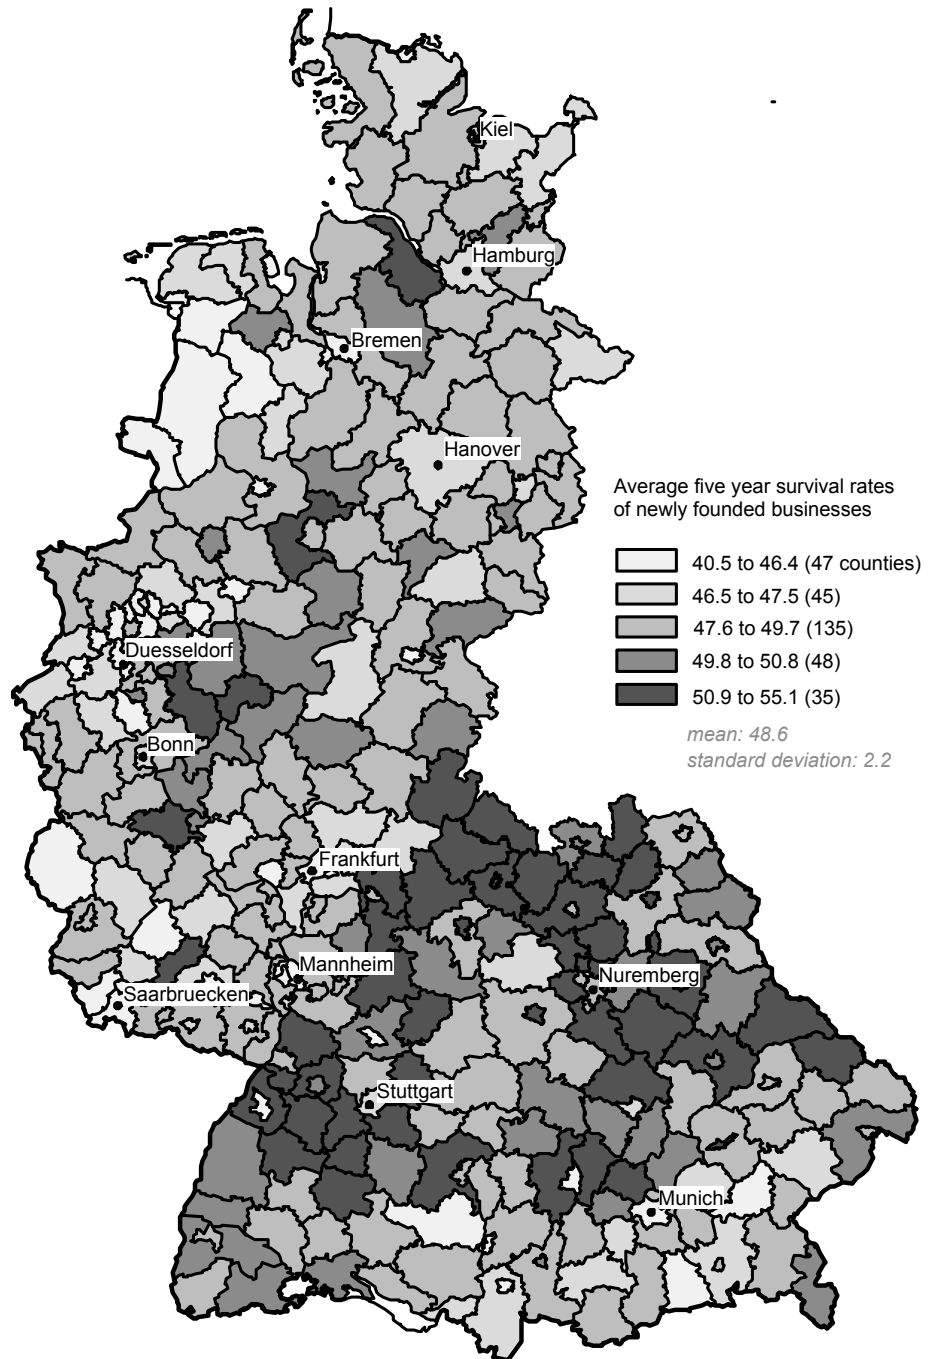 Kiel
Hamburg
Bremen
Hanover
Average five year survival rates
of newly founded businesses
40.5 to 46.4 (47 counties)
46.5 to 47.5 (45)
47.6 to 49.7 (135)
49.8 to 50.8 (48)
50.9 to 55.1 (35)
mean: 48.6
standard deviation: 2.2
Duesseldorf
Bonn
Frankfurt
Mannheim
Nuremberg
Saarbruecken
Stuttgart
Munich